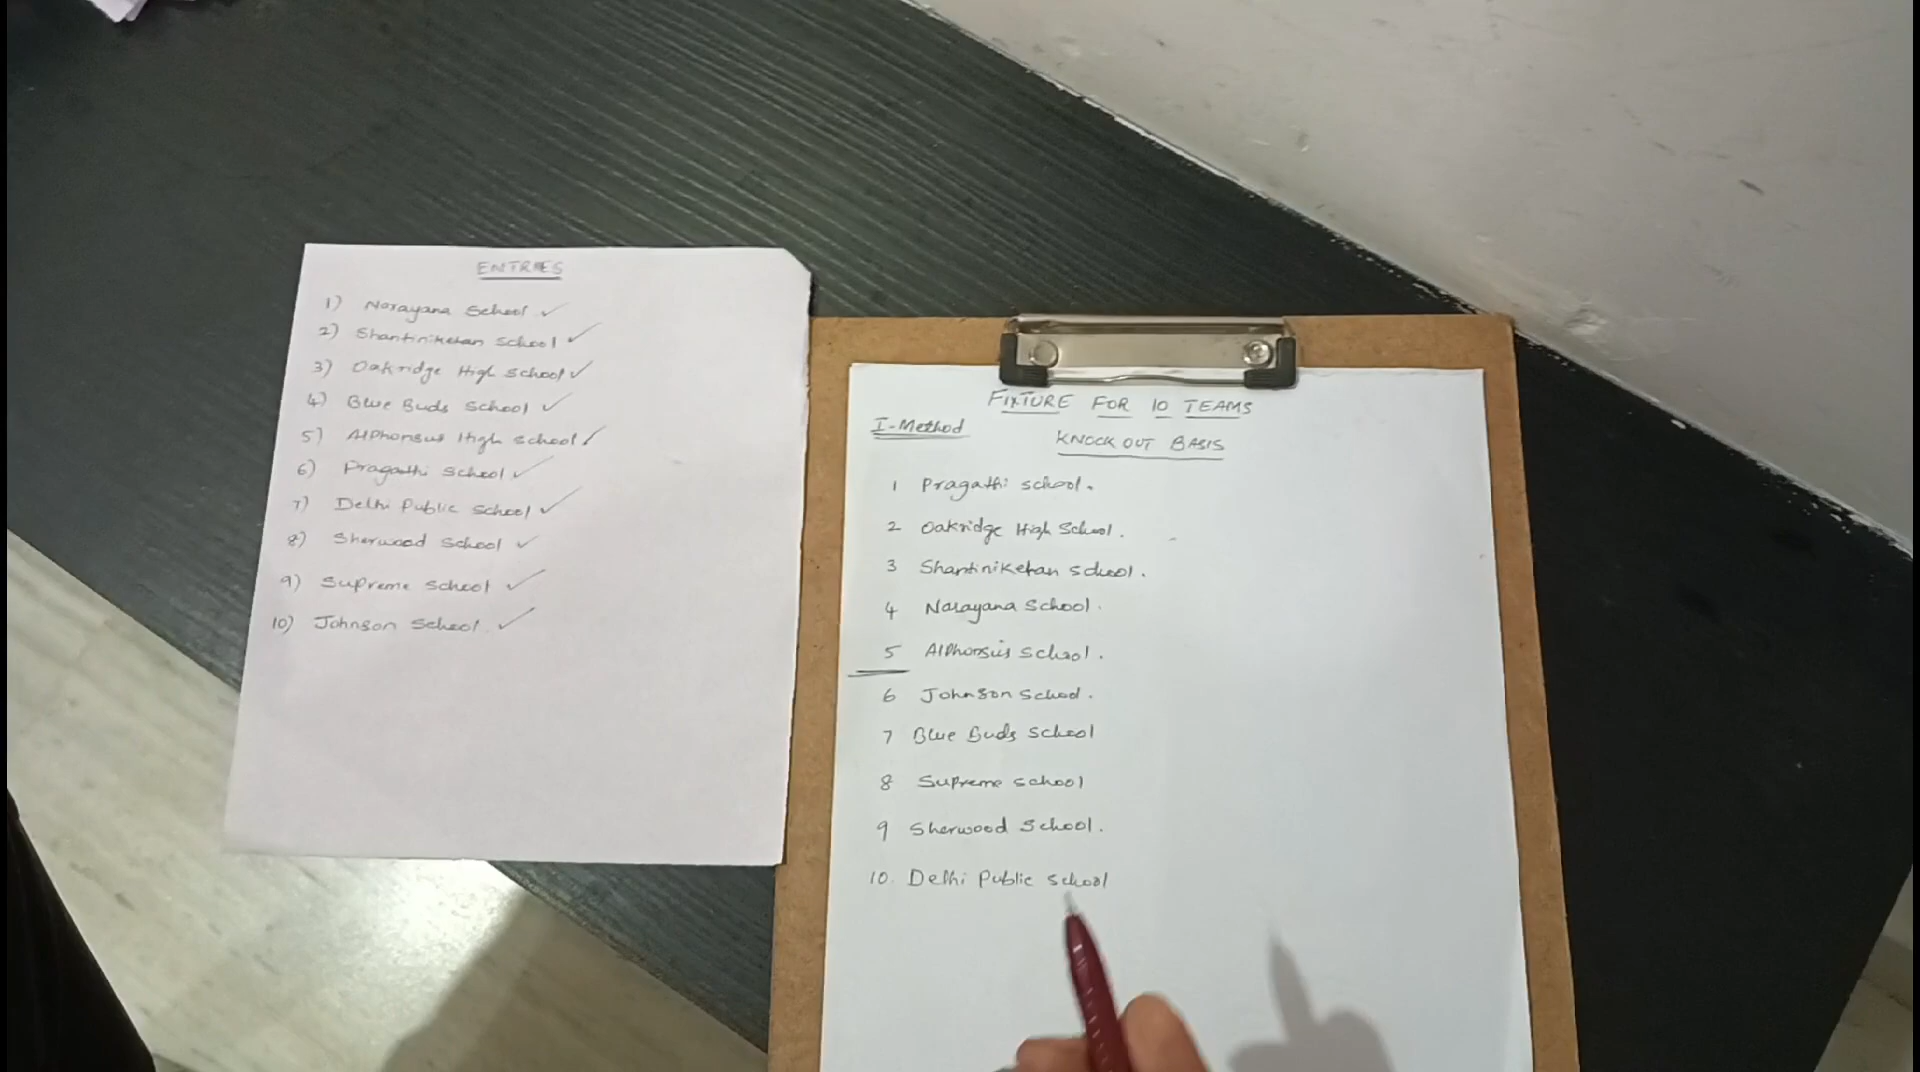 ENTRIES
1) Narayana School ✓
2) Shantiniketan School ✓
3) Oakridge High School ✓
4) Blue Buds School ✓
5) Alphonsus High School ✓
6) Pragathi School ✓
7) Delhi Public School ✓
8) Sherwood School ✓
9) Supreme School ✓
10) Johnson School. ✓
FIXTURE FOR 10 TEAMS
I-Method
KNOCK OUT BASIS
1 Pragathi School.
2 Oakridge High School.
3 Shantiniketan School.
4 Narayana School.
5 Alphonsus School.
6 Johnson School.
7 Blue Buds School
8 Supreme School
9 Sherwood School.
10. Delhi Public School